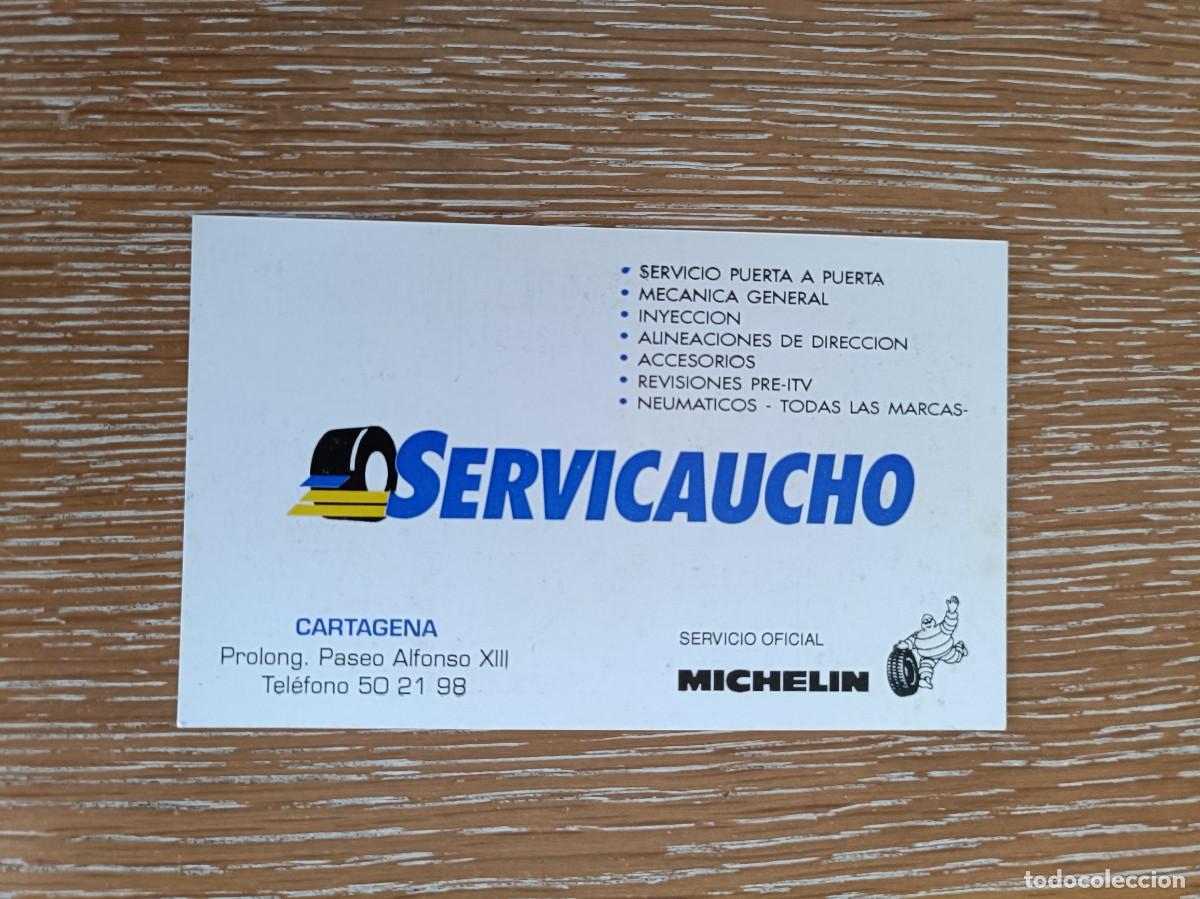 • SERVICIO PUERTA A PUERTA
• MECANICA GENERAL
• INYECCION
• ALINEACIONES DE DIRECCION
• ACCESORIOS
• REVISIONES PRE-ITV
• NEUMATICOS - TODAS LAS MARCAS-
SERVICAUCHO
CARTAGENA
Prolong. Paseo Alfonso XIII
Teléfono 50 21 98
SERVICIO OFICIAL
MICHELIN
todocoleccion